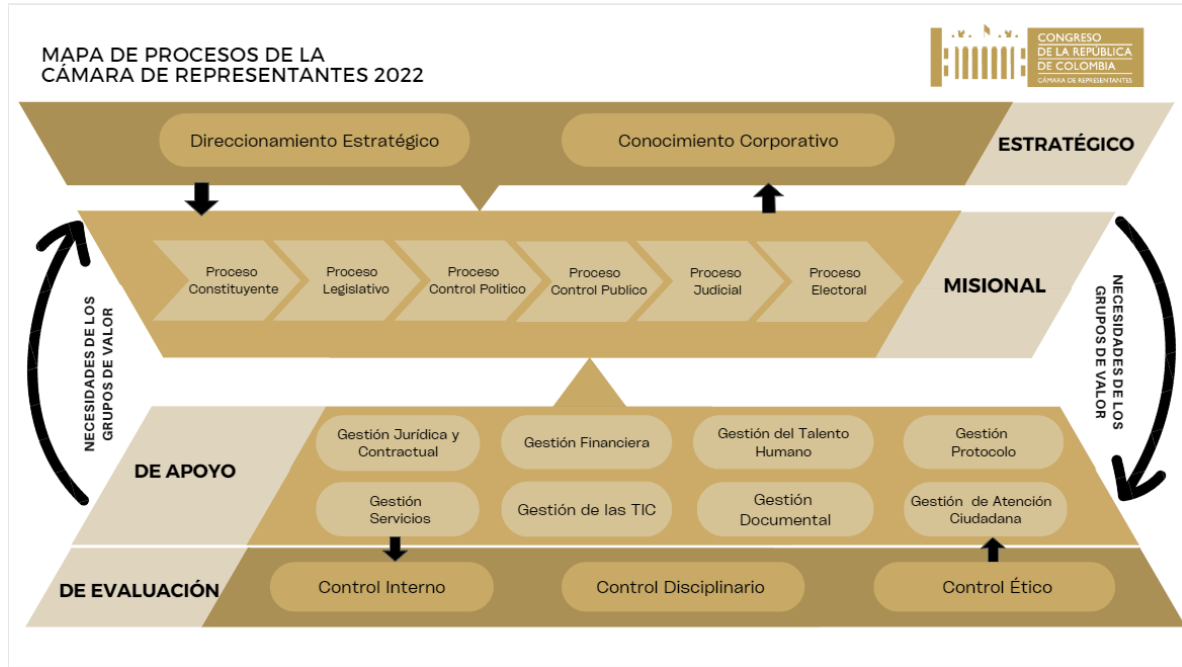 MAPA DE PROCESOS DE LA
CÁMARA DE REPRESENTANTES 2022
CONGRESO
DE LA REPÚBLICA
DE COLOMBIA
CÁMARA DE REPRESENTANTES
Direccionamiento Estratégico
Conocimiento Corporativo
ESTRATÉGICO
Proceso
Constituyente
Proceso
Legislativo
Proceso
Control Politico
Proceso
Control Publico
Proceso
Judicial
Proceso
Electoral
MISIONAL
NECESIDADES DE LOS
GRUPOS DE VALOR
NECESIDADES DE LOS
GRUPOS DE VALOR
DE APOYO
Gestión Jurídica y
Contractual
Gestión Financiera
Gestión del Talento
Humano
Gestión
Protocolo
Gestión
Servicios
Gestión de las TIC
Gestión
Documental
Gestión de Atención
Ciudadana
DE EVALUACIÓN
Control Interno
Control Disciplinario
Control Ético